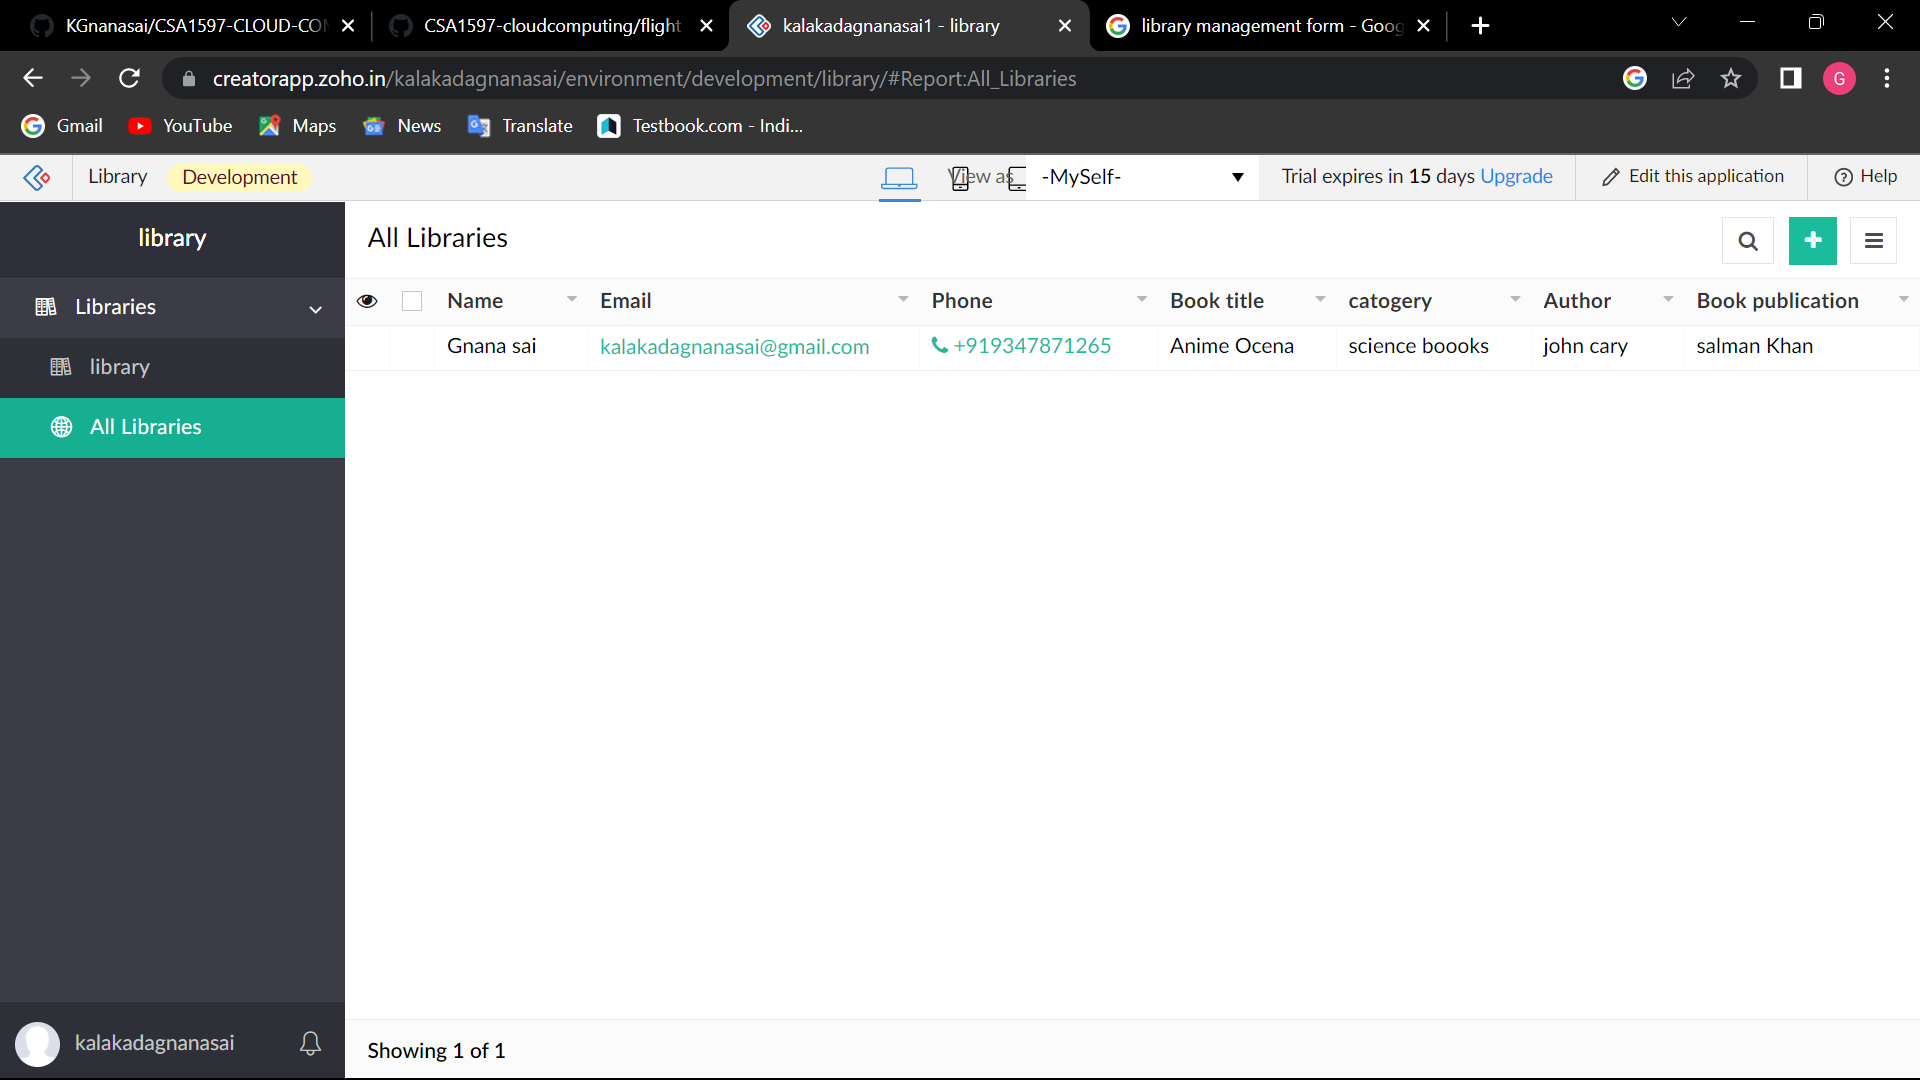 KGnanasai/CSA1597-CLOUD-CO
CSA1597-cloudcomputing/flight
kalakadagnanasai1 - library
library management form - Goog
creatorapp.zoho.in/kalakadagnanasai/environment/development/library/#Report:All_Libraries
G
Gmail
YouTube
Maps
News
Translate
Testbook.com - Indi...
Library
Development
View as
-MySelf-
Trial expires in 15 days Upgrade
Edit this application
Help
library
All Libraries
Libraries
library
All Libraries
Name Email Phone Book title catogery Author Book publication
Gnana sai kalakadagnanasai@gmail.com +919347871265 Anime Ocena science boooks john cary salman Khan
kalakadagnanasai
Showing 1 of 1